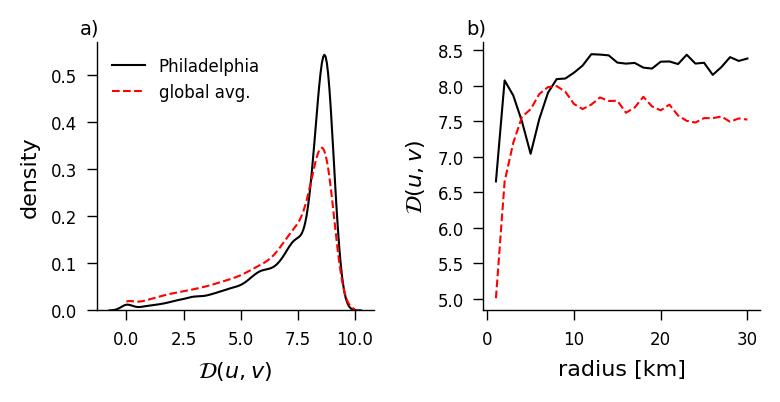 a)
Philadelphia
global avg.
0.5
0.4
0.3
0.2
0.1
0.0
density
0.0 2.5 5.0 7.5 10.0
𝒟(u, v)
b)
8.5
8.0
7.5
7.0
6.5
6.0
5.5
5.0
𝒟(u, v)
0 10 20 30
radius [km]